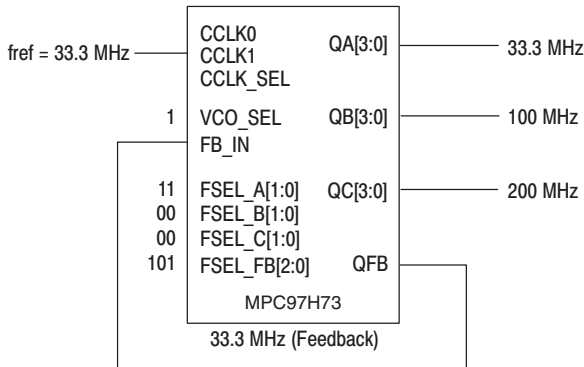 CCLK0
fref = 33.3 MHz CCLK1 QA[3:0] 33.3 MHz
CCLK_SEL
1 VCO_SEL QB[3:0] 100 MHz
FB_IN
11 FSEL_A[1:0] QC[3:0] 200 MHz
00 FSEL_B[1:0]
00 FSEL_C[1:0]
101 FSEL_FB[2:0] QFB
MPC97H73
33.3 MHz (Feedback)